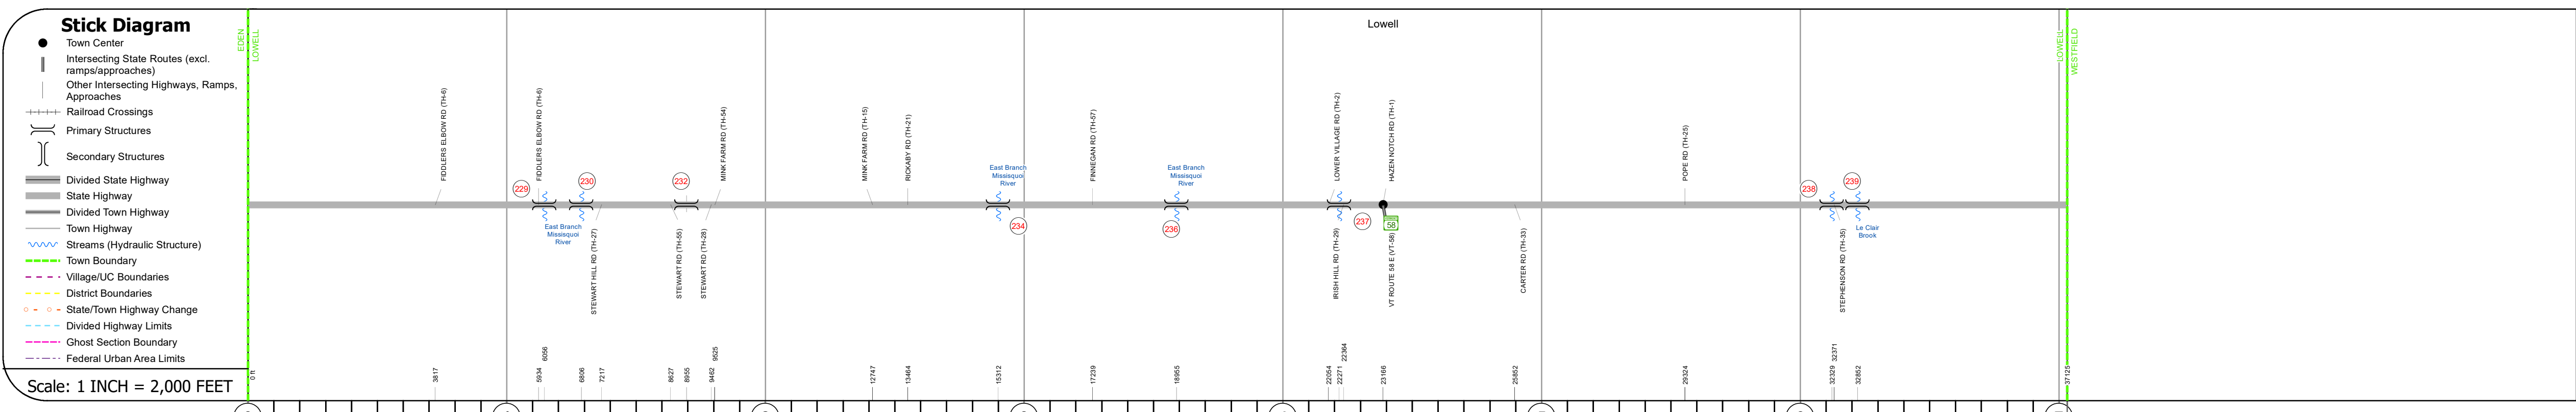 Stick Diagram
Town Center
Intersecting State Routes (excl.
ramps/approaches)
Other Intersecting Highways, Ramps,
Approaches
Railroad Crossings
Primary Structures
Secondary Structures
Divided State Highway
State Highway
Divided Town Highway
Town Highway
Streams (Hydraulic Structure)
Town Boundary
Village/UC Boundaries
District Boundaries
State/Town Highway Change
Divided Highway Limits
Ghost Section Boundary
Federal Urban Area Limits
Scale: 1 INCH = 2,000 FEET
EDEN
LOWELL
Lowell
LOWELL
WESTFIELD
FIDDLERS ELBOW RD (TH-6)
FIDDLERS ELBOW RD (TH-6)
MINK FARM RD (TH-54)
MINK FARM RD (TH-15)
RICKABY RD (TH-21)
FINNEGAN RD (TH-57)
LOWER VILLAGE RD (TH-2)
HAZEN NOTCH RD (TH-1)
POPE RD (TH-25)
229
230
232
East Branch
Missisquoi
River
234
East Branch
Missisquoi
River
236
237
58
238
239
East Branch
Missisquoi
River
Le Clair
Brook
STEWART HILL RD (TH-27)
STEWART RD (TH-55)
STEWART RD (TH-28)
IRISH HILL RD (TH-29)
VT ROUTE 58 E (VT-58)
CARTER RD (TH-33)
STEPHENSON RD (TH-35)
0 ft
3817
5934
6056
6806
7217
8627
8955
9462
9525
12747
13464
15312
17239
18955
22054
22271
22364
23166
25852
29324
32329
32371
32852
37125